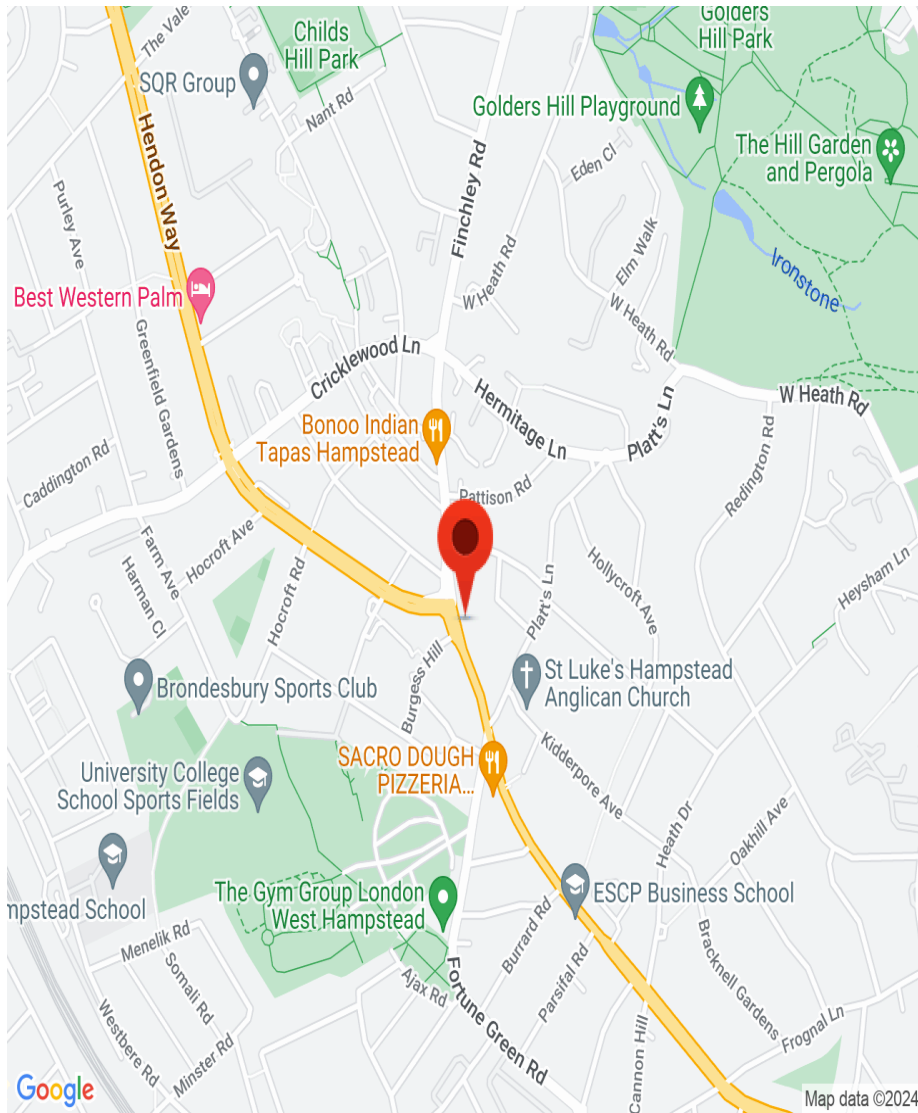 Golders
Hill Park
The Vale
Childs
Hill Park
SQR Group
Nant Rd
Golders Hill Playground
The Hill Garden
and Pergola
Hendon Way
Finchley Rd
Eden Cl
Purley Ave
Elm Walk
W Heath Rd
Ironstone
Best Western Palm
Greenfield Gardens
W Heath Rd
Cricklewood Ln
Hermitage Ln
Platt's Ln
W Heath Rd
Bonoo Indian
Tapas Hampstead
Redington Rd
Caddington Rd
Pattison Rd
Hocroft Ave
Farm Ave
Harman Cl
Hocroft Rd
Platt's Ln
Hollycroft Ave
Heysham Ln
Burgess Hill
St Luke's Hampstead
Anglican Church
Brondesbury Sports Club
SACRO DOUGH
PIZZERIA...
Kidderpore Ave
University College
School Sports Fields
Heath Dr
Oakhill Ave
mpstead School
The Gym Group London
West Hampstead
ESCP Business School
Menelik Rd
Burrard Rd
Parsifal Rd
Bracknell Gardens
Somali Rd
Ajax Rd
Fortune Green Rd
Westbere Rd
Minster Rd
Cannon Hill
Frognal Ln
Google
Map data ©2024